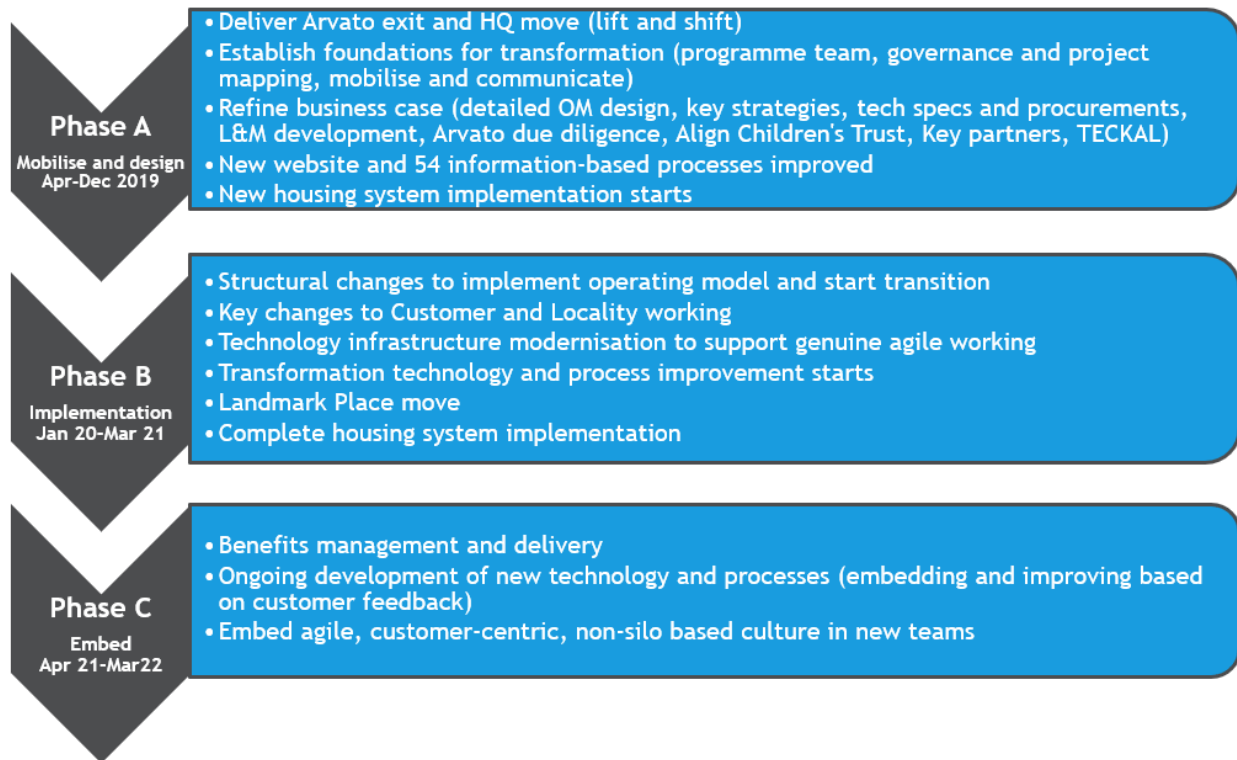 Phase A
Mobilise and design
Apr-Dec 2019
• Deliver Arvato exit and HQ move (lift and shift)
• Establish foundations for transformation (programme team, governance and project
mapping, mobilise and communicate)
• Refine business case (detailed OM design, key strategies, tech specs and procurements,
L&M development, Arvato due diligence, Align Children's Trust, Key partners, TECKAL)
• New website and 54 information-based processes improved
• New housing system implementation starts
Phase B
Implementation
Jan 20-Mar 21
• Structural changes to implement operating model and start transition
• Key changes to Customer and Locality working
• Technology infrastructure modernisation to support genuine agile working
• Transformation technology and process improvement starts
• Landmark Place move
• Complete housing system implementation
Phase C
Embed
Apr 21-Mar22
• Benefits management and delivery
• Ongoing development of new technology and processes (embedding and improving based
on customer feedback)
• Embed agile, customer-centric, non-silo based culture in new teams